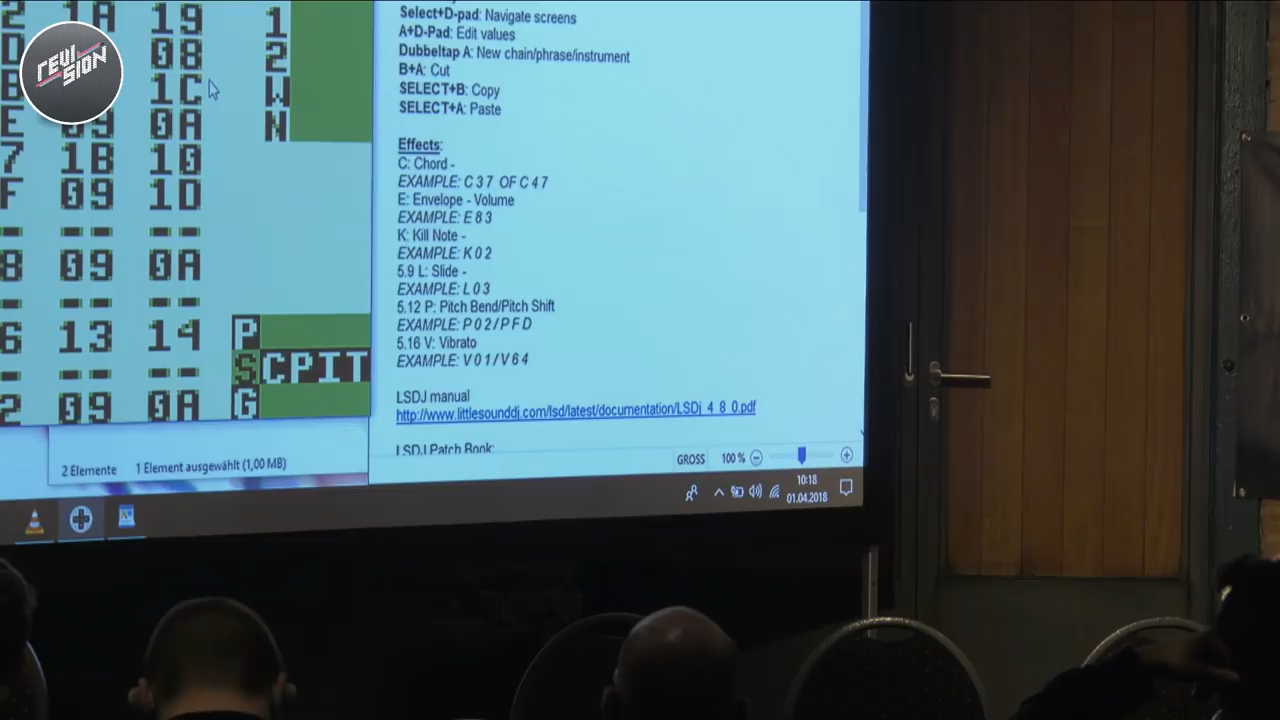 REVISION
2 1A 19 1
D 08 2
B 1C W
E 09 0A N
7 1B 10
F 09 1D
-- --
8 09 0A
-- --
6 13 14 P
-- -- SCPIT
2 09 0A G
2 Elemente 1 Element ausgewählt (1,00 MB)
Select+D-pad: Navigate screens
A+D-Pad: Edit values
Dubbeltap A: New chain/phrase/instrument
B+A: Cut
SELECT+B: Copy
SELECT+A: Paste
Effects:
C: Chord -
EXAMPLE: C 3 7 OF C 4 7
E: Envelope - Volume
EXAMPLE: E 8 3
K: Kill Note -
EXAMPLE: K 0 2
5.9 L: Slide -
EXAMPLE: L 0 3
5.12 P: Pitch Bend/Pitch Shift
EXAMPLE: P 0 2 / P F D
5.16 V: Vibrato
EXAMPLE: V 0 1 / V 6 4
LSDJ manual
http://www.littlesounddj.com/lsd/latest/documentation/LSDj_4_8_0.pdf
LSDJ Patch Book:
GROSS 100 %
10:18
01.04.2018